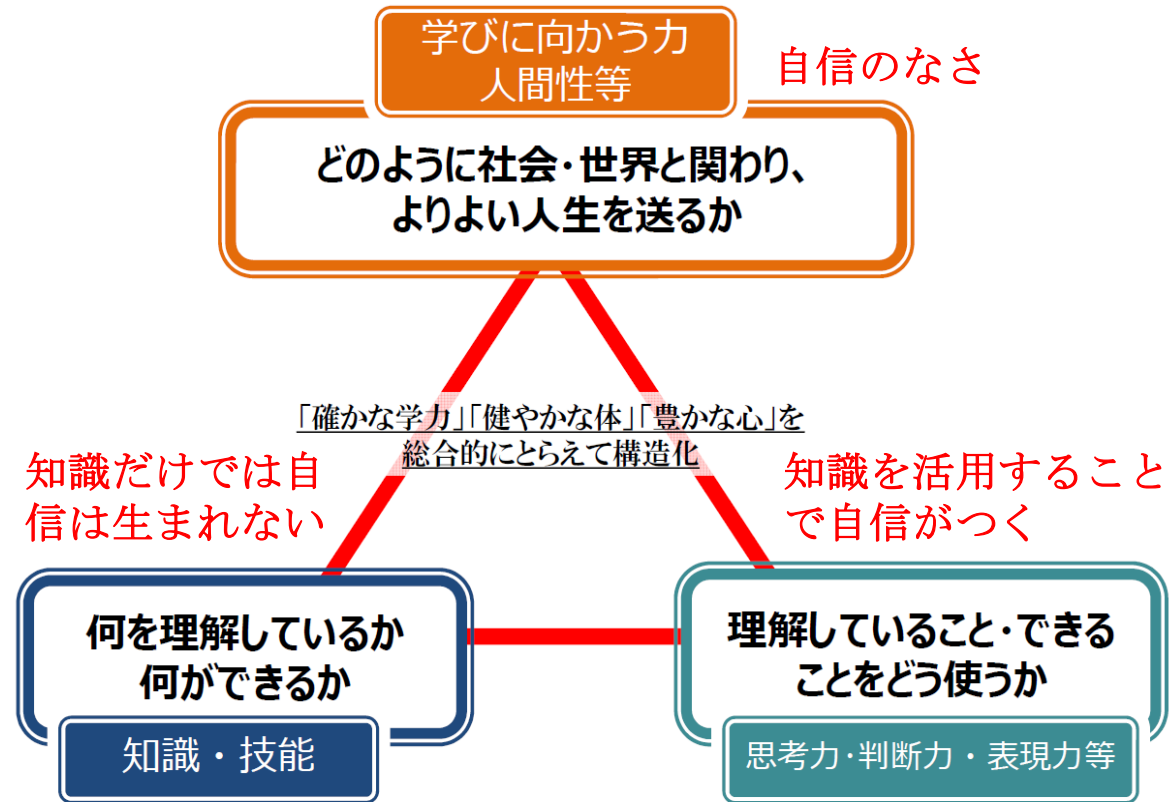 学びに向かう力
人間性等
自信のなさ
どのように社会・世界と関わり、
よりよい人生を送るか
「確かな学力」「健やかな体」「豊かな心」を
総合的にとらえて構造化
知識だけでは自
信は生まれない
知識を活用すること
で自信がつく
何を理解しているか
何ができるか
知識・技能
理解していること・できる
ことをどう使うか
思考力・判断力・表現力等